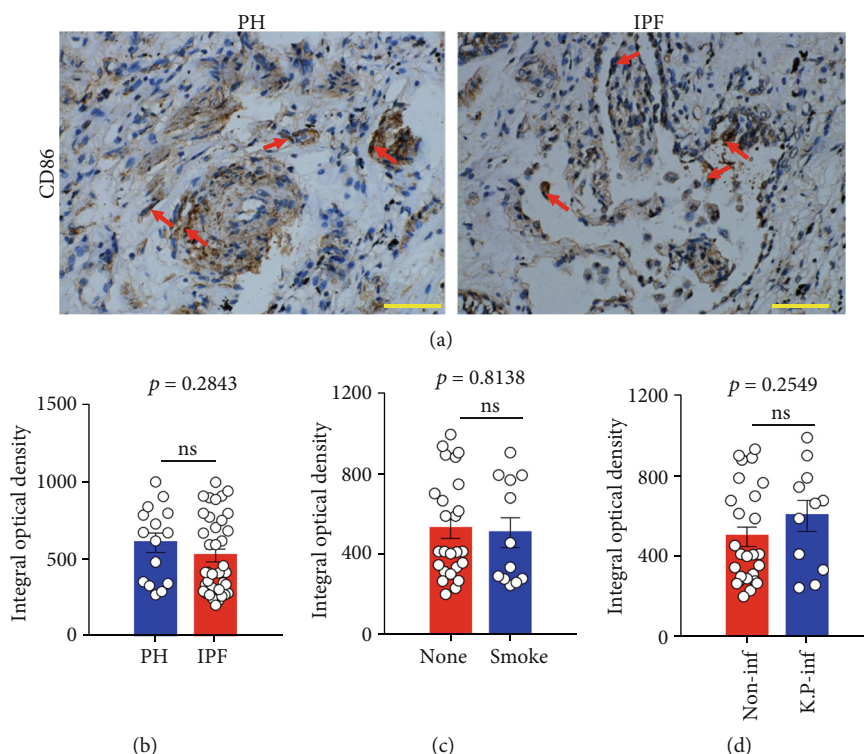 PH IPF
CD86
(a)
p = 0.2843
ns
Integral optical density
1500
1000
500
0
PH IPF
(b)
p = 0.8138
ns
Integral optical density
1200
800
400
0
None Smoke
(c)
p = 0.2549
ns
Integral optical density
1200
800
400
0
Non-inf K.P-inf
(d)